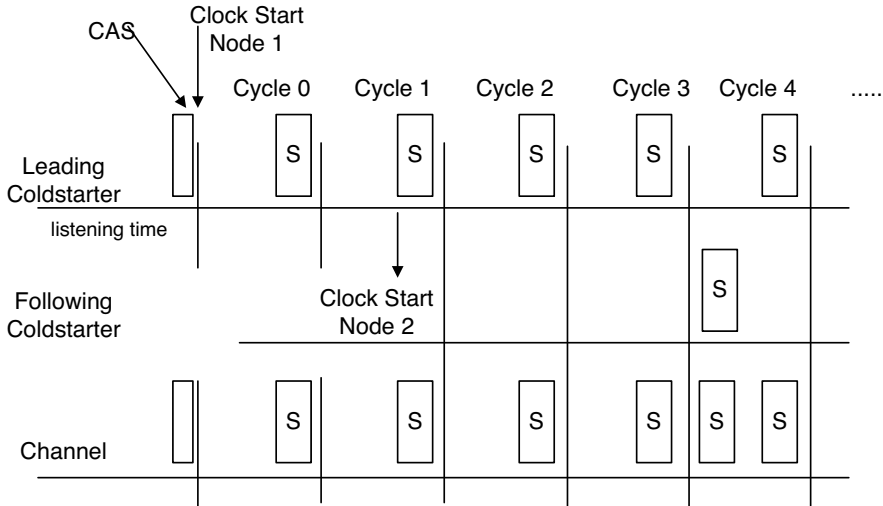 CAS
Clock Start
Node 1
Cycle 0 Cycle 1 Cycle 2 Cycle 3 Cycle 4 .....
S S S S S
Leading
Coldstarter
listening time
S
Clock Start
Node 2
Following
Coldstarter
S S S S S S
Channel